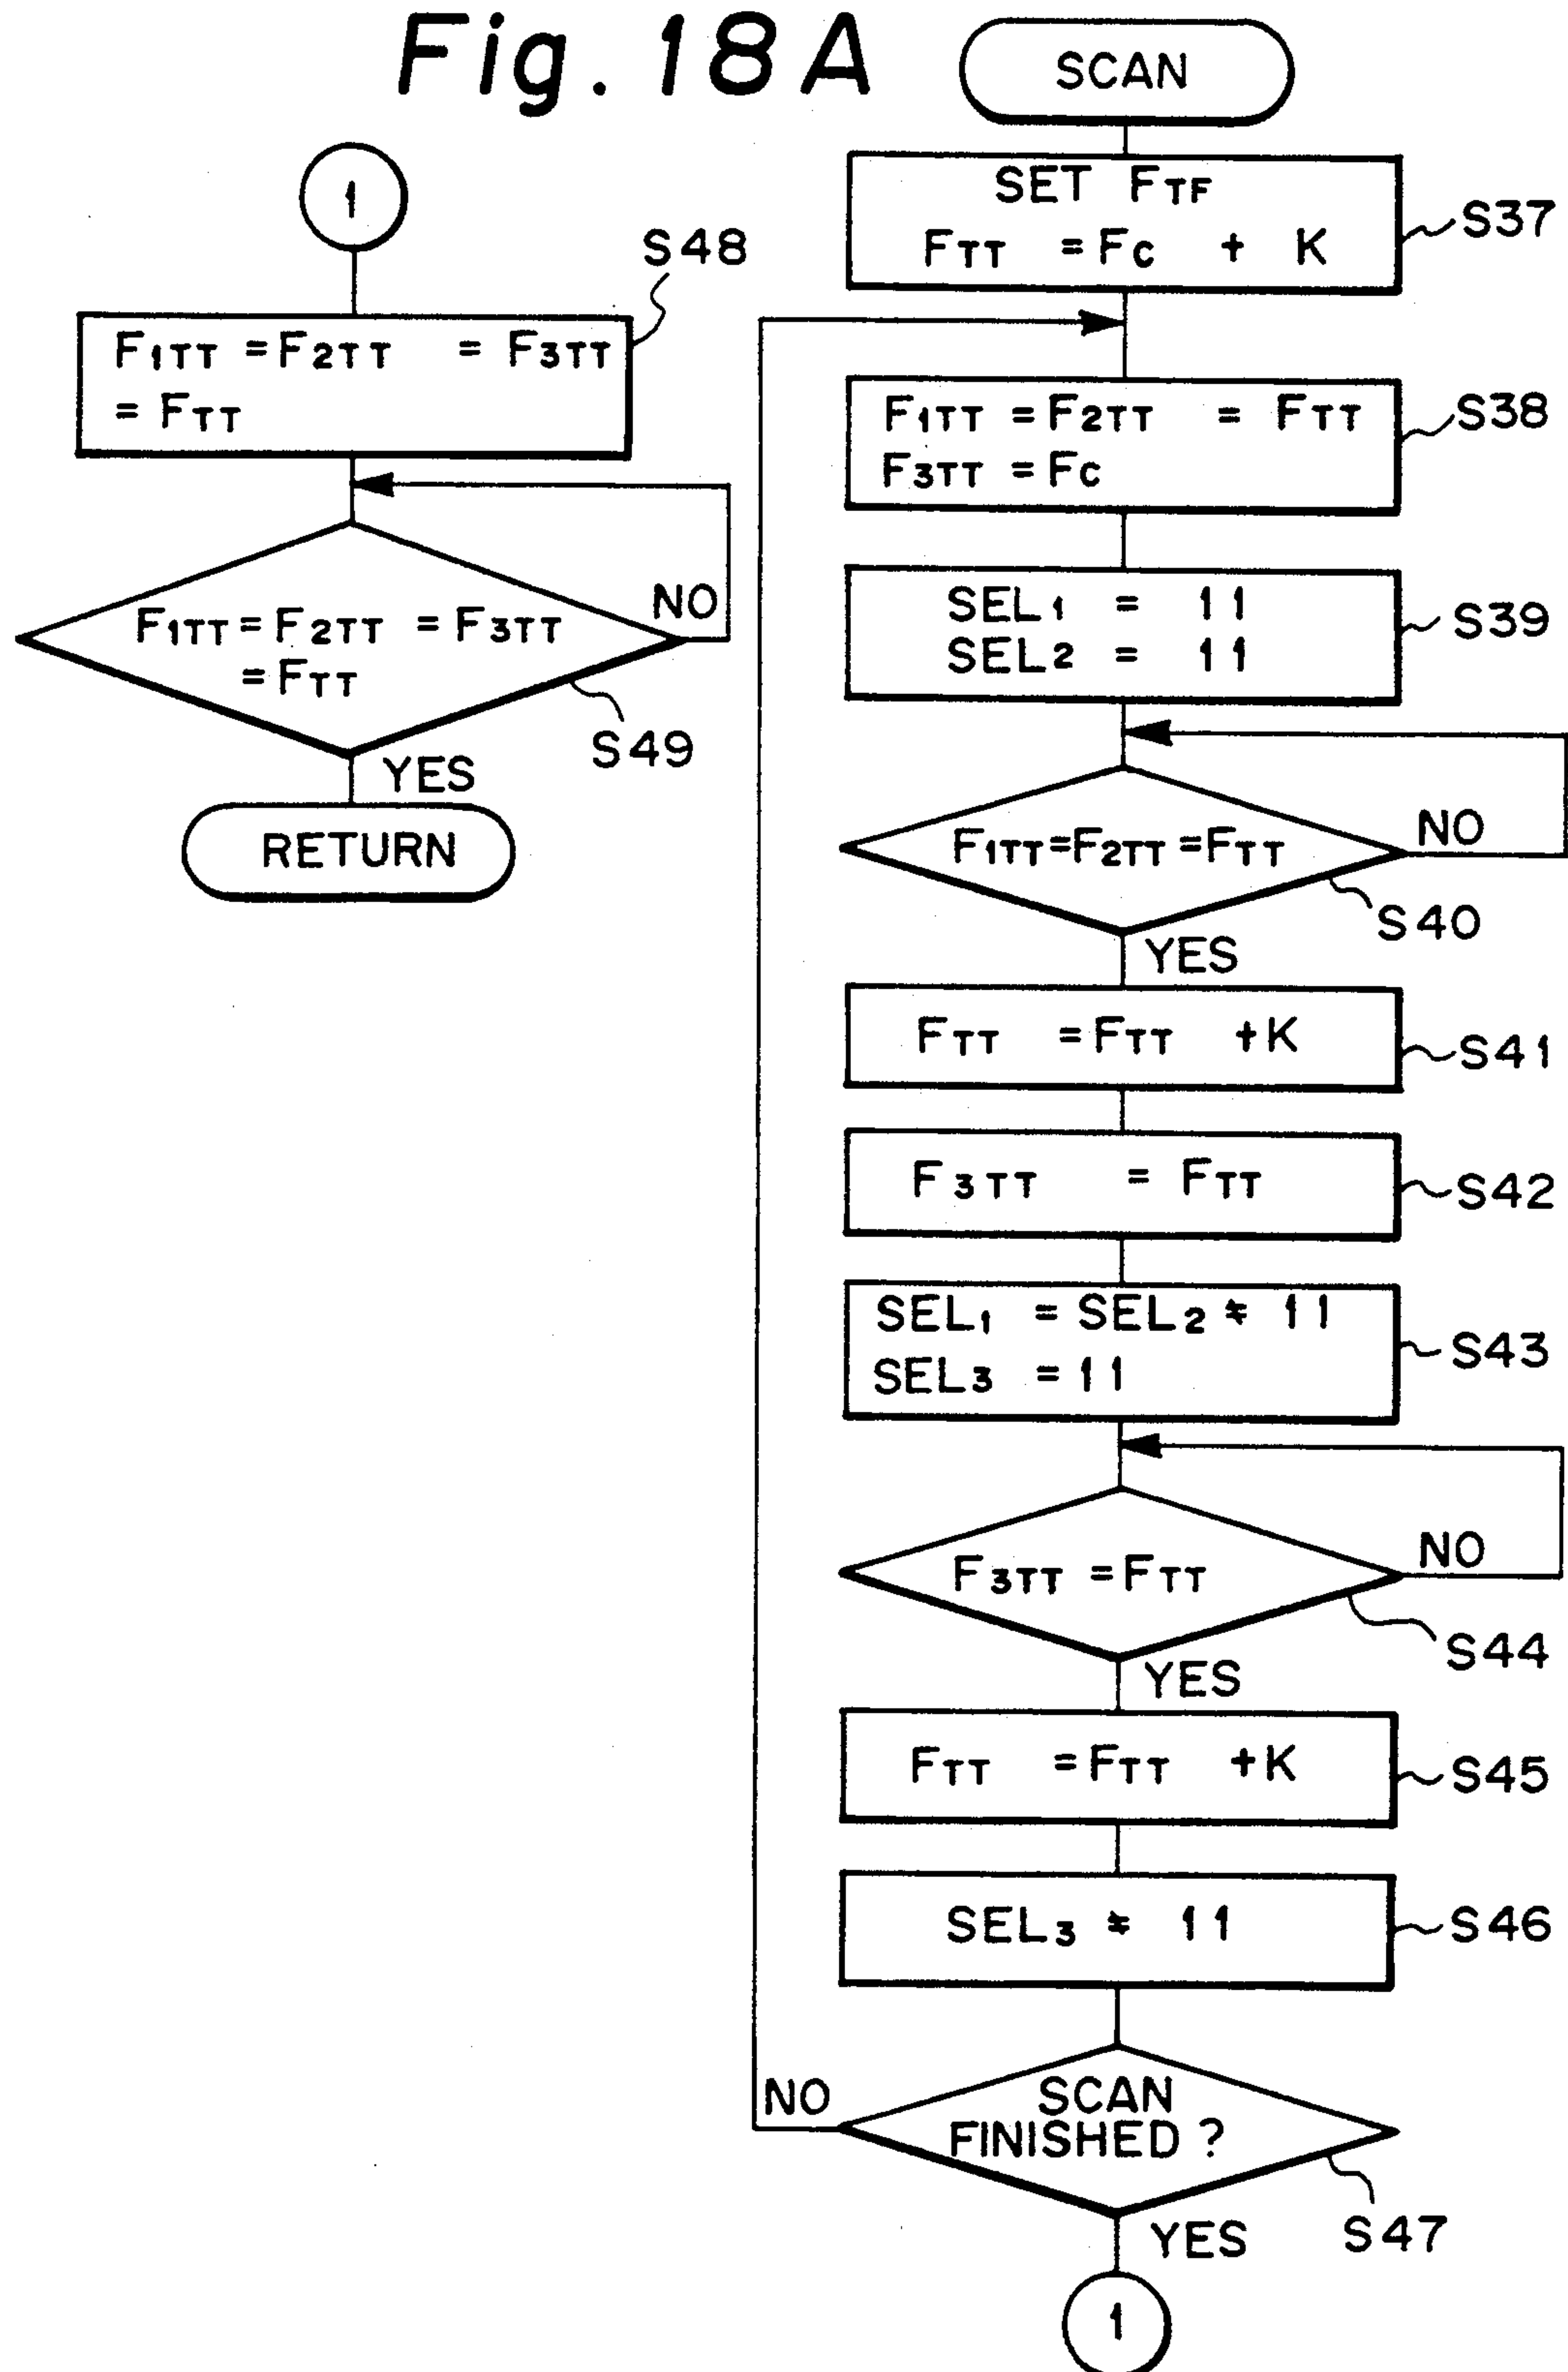 Fig. 18A
SCAN
SET FTF
FTT = FC + K
S37
F1TT = F2TT = FTT
F3TT = FC
S38
SEL1 = 11
SEL2 = 11
S39
F1TT = F2TT = FTT
NO
S40
YES
FTT = FTT + K
S41
F3TT = FTT
S42
SEL1 = SEL2 ≠ 11
SEL3 = 11
S43
F3TT = FTT
NO
S44
YES
FTT = FTT + K
S45
SEL3 ≠ 11
S46
SCAN
FINISHED ?
NO
S47
YES
1
1
S48
F1TT = F2TT = F3TT
= FTT
F1TT = F2TT = F3TT
= FTT
NO
S49
YES
RETURN